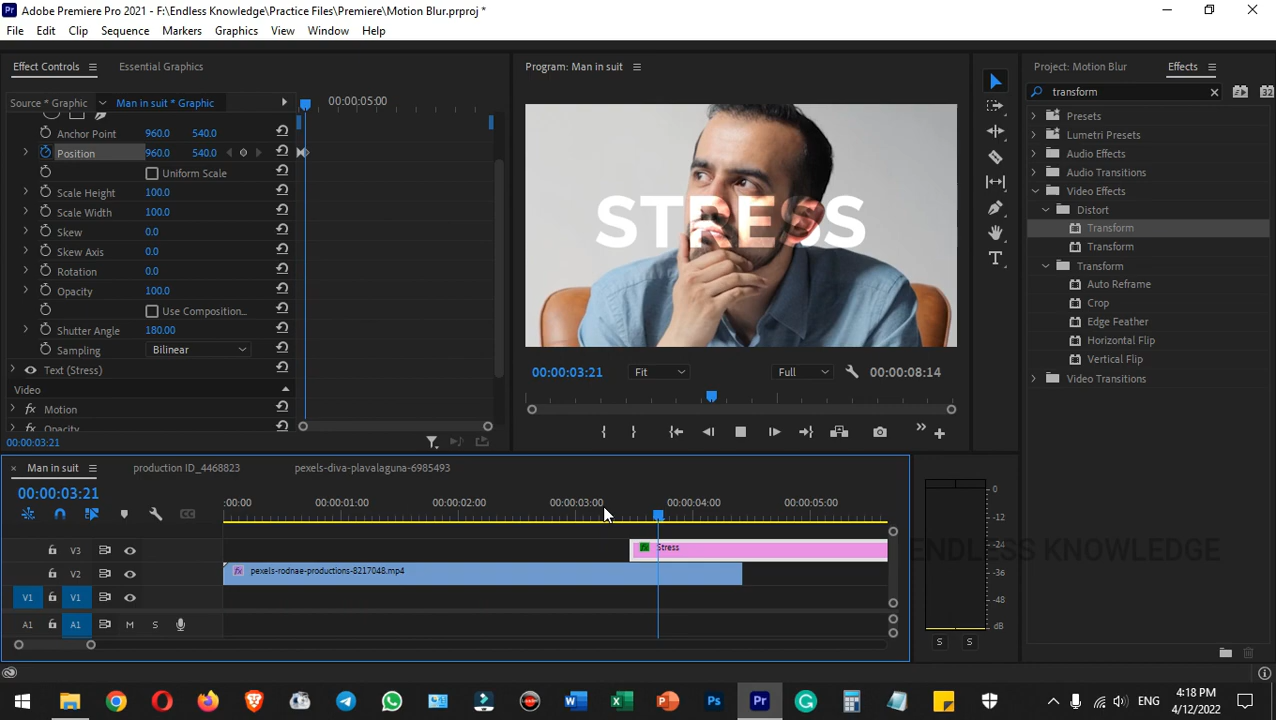 Adobe Premiere Pro 2021 - F:\Endless Knowledge\Practice Files\Premiere\Motion Blur.prproj *
File Edit Clip Sequence Markers Graphics View Window Help
Effect Controls Essential Graphics
Source * Graphic Man in suit * Graphic 00:00:05:00
Anchor Point 960.0 540.0
Position 960.0 540.0
Uniform Scale
Scale Height 100.0
Scale Width 100.0
Skew 0.0
Skew Axis 0.0
Rotation 0.0
Opacity 100.0
Use Composition...
Shutter Angle 180.00
Sampling Bilinear
Text (Stress)
Video
fx Motion
Opacity
00:00:03:21
Program: Man in suit
STRESS
00:00:03:21 Fit Full 00:00:08:14
Project: Motion Blur Effects
transform
32
Presets
Lumetri Presets
Audio Effects
Audio Transitions
Video Effects
Distort
Transform
Transform
Transform
Auto Reframe
Crop
Edge Feather
Horizontal Flip
Vertical Flip
Video Transitions
Man in suit production ID_4468823 pexels-diva-plavalaguna-6985493
00:00:03:21
:00:00 00:00:01:00 00:00:02:00 00:00:03:00 00:00:04:00 00:00:05:00
V3 fx Stress
V2 fx pexels-rodnae-productions-8217048.mp4
V1 V1
A1 A1 M S
0
-12
-24
-36
-48
dB
S S
ENDLESS KNOWLEDGE
ENG 4:18 PM
4/12/2022